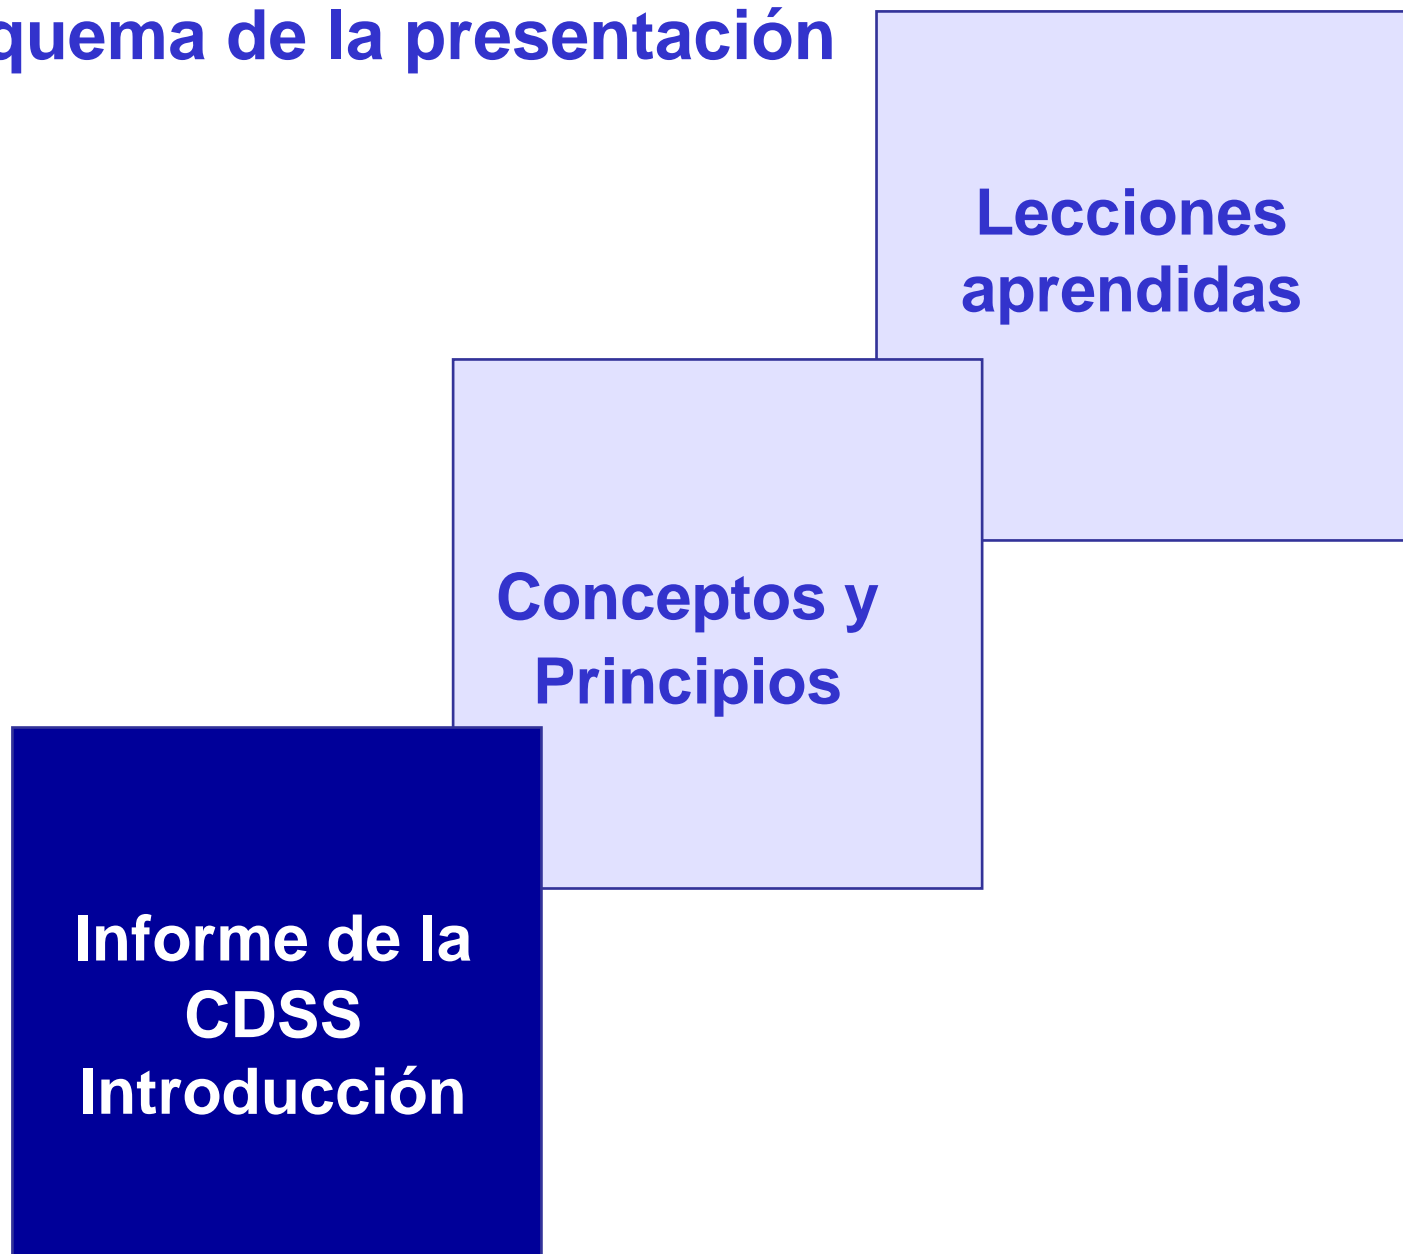 quema de la presentación
Lecciones
aprendidas
Conceptos y
Principios
Informe de la
CDSS
Introducción